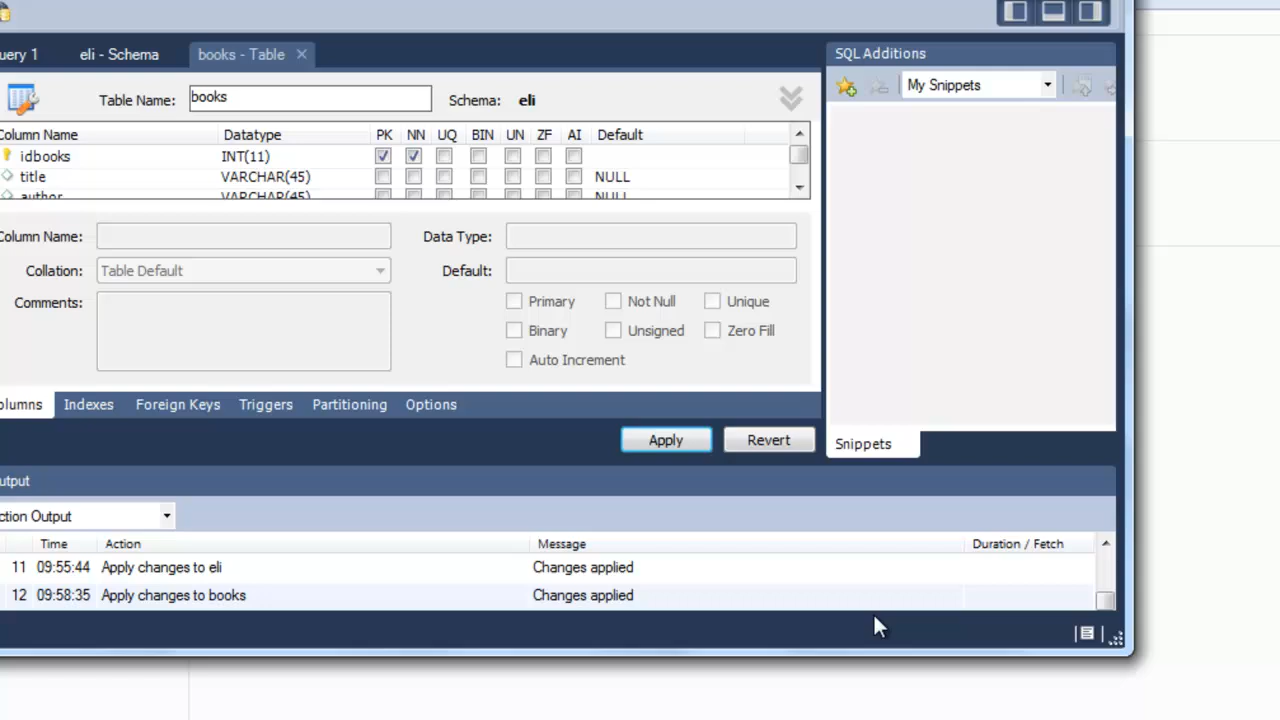 uery 1 eli - Schema books - Table
SQL Additions
My Snippets
Table Name: books Schema: eli
Column Name Datatype PK NN UQ BIN UN ZF AI Default
idbooks INT(11)
title VARCHAR(45) NULL
author VARCHAR(45) NULL
Column Name: Data Type:
Collation: Table Default Default:
Comments: Primary Not Null Unique
Binary Unsigned Zero Fill
Auto Increment
olumns Indexes Foreign Keys Triggers Partitioning Options
Apply Revert
Snippets
utput
ction Output
Time Action Message Duration / Fetch
11 09:55:44 Apply changes to eli Changes applied
12 09:58:35 Apply changes to books Changes applied